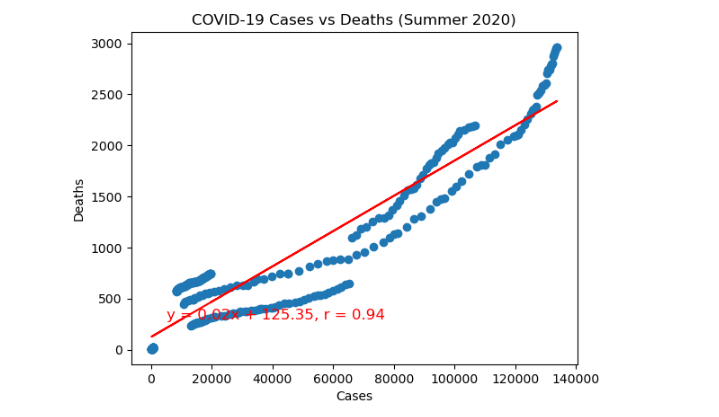 COVID-19 Cases vs Deaths (Summer 2020)
3000
2500
2000
Deaths
1500
1000
500
y = 0.02x + 125.35, r = 0.94
0
0 20000 40000 60000 80000 100000 120000 140000
Cases